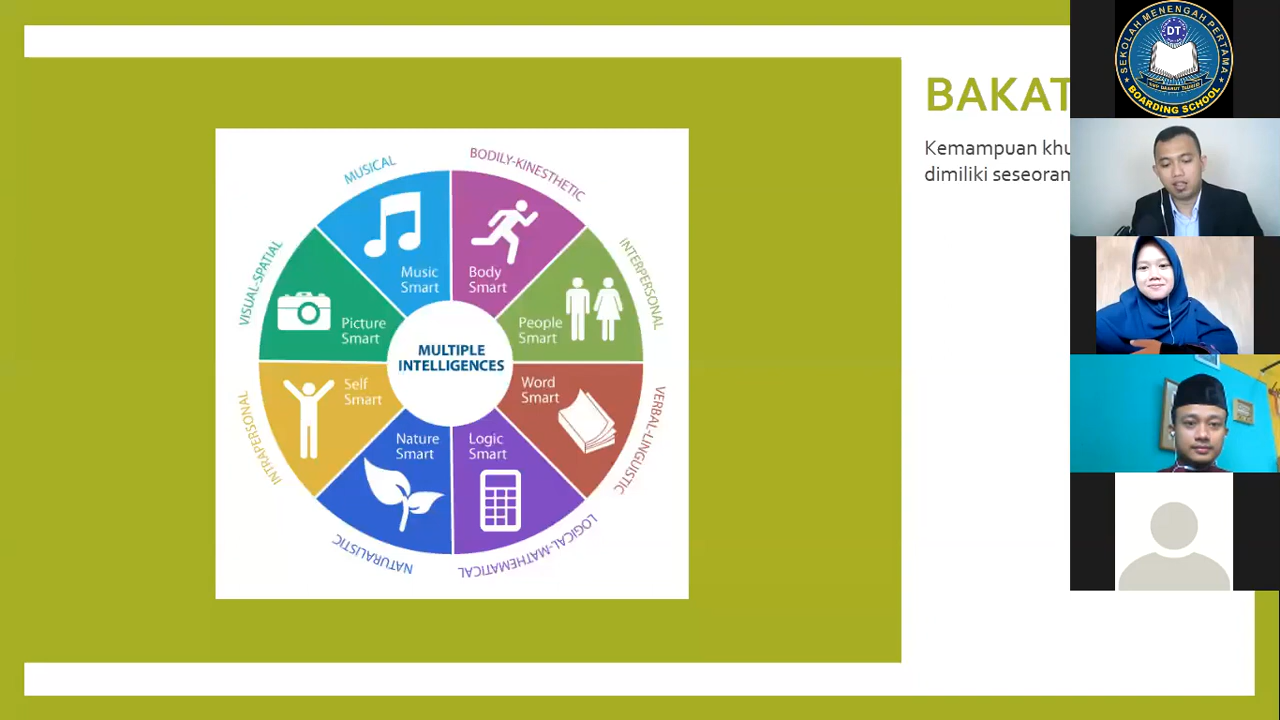 BAKAT
Kemampuan
dimiliki
MUSICAL
BODILY-KINESTHETIC
INTERPERSONAL
VERBAL-LINGUISTIC
LOGICAL-MATHEMATICAL
NATURALISTIC
INTRAPERSONAL
VISUAL-SPATIAL
Music
Smart
Body
Smart
People
Smart
Word
Smart
Logic
Smart
Nature
Smart
Self
Smart
Picture
Smart
MULTIPLE
INTELLIGENCES
SEKOLAH MENENGAH PERTAMA
DT
BOARDING SCHOOL